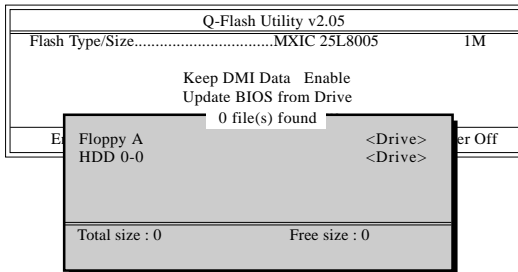 Q-Flash Utility v2.05
Flash Type/Size.................................MXIC 25L8005 1M
Keep DMI Data Enable
Update BIOS from Drive
0 file(s) found
Floppy A <Drive>
HDD 0-0 <Drive>
Total size : 0 Free size : 0